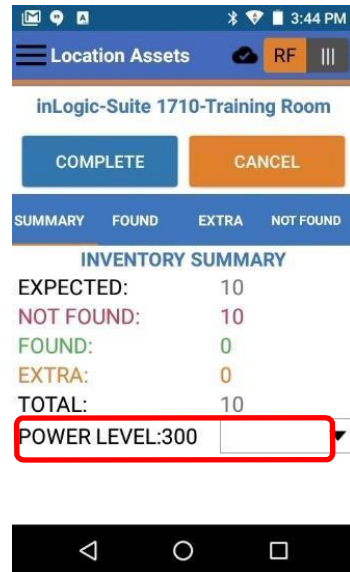 3:44 PM
Location Assets RF
inLogic-Suite 1710-Training Room
COMPLETE CANCEL
SUMMARY FOUND EXTRA NOT FOUND
INVENTORY SUMMARY
EXPECTED: 10
NOT FOUND: 10
FOUND: 0
EXTRA: 0
TOTAL: 10
POWER LEVEL:300